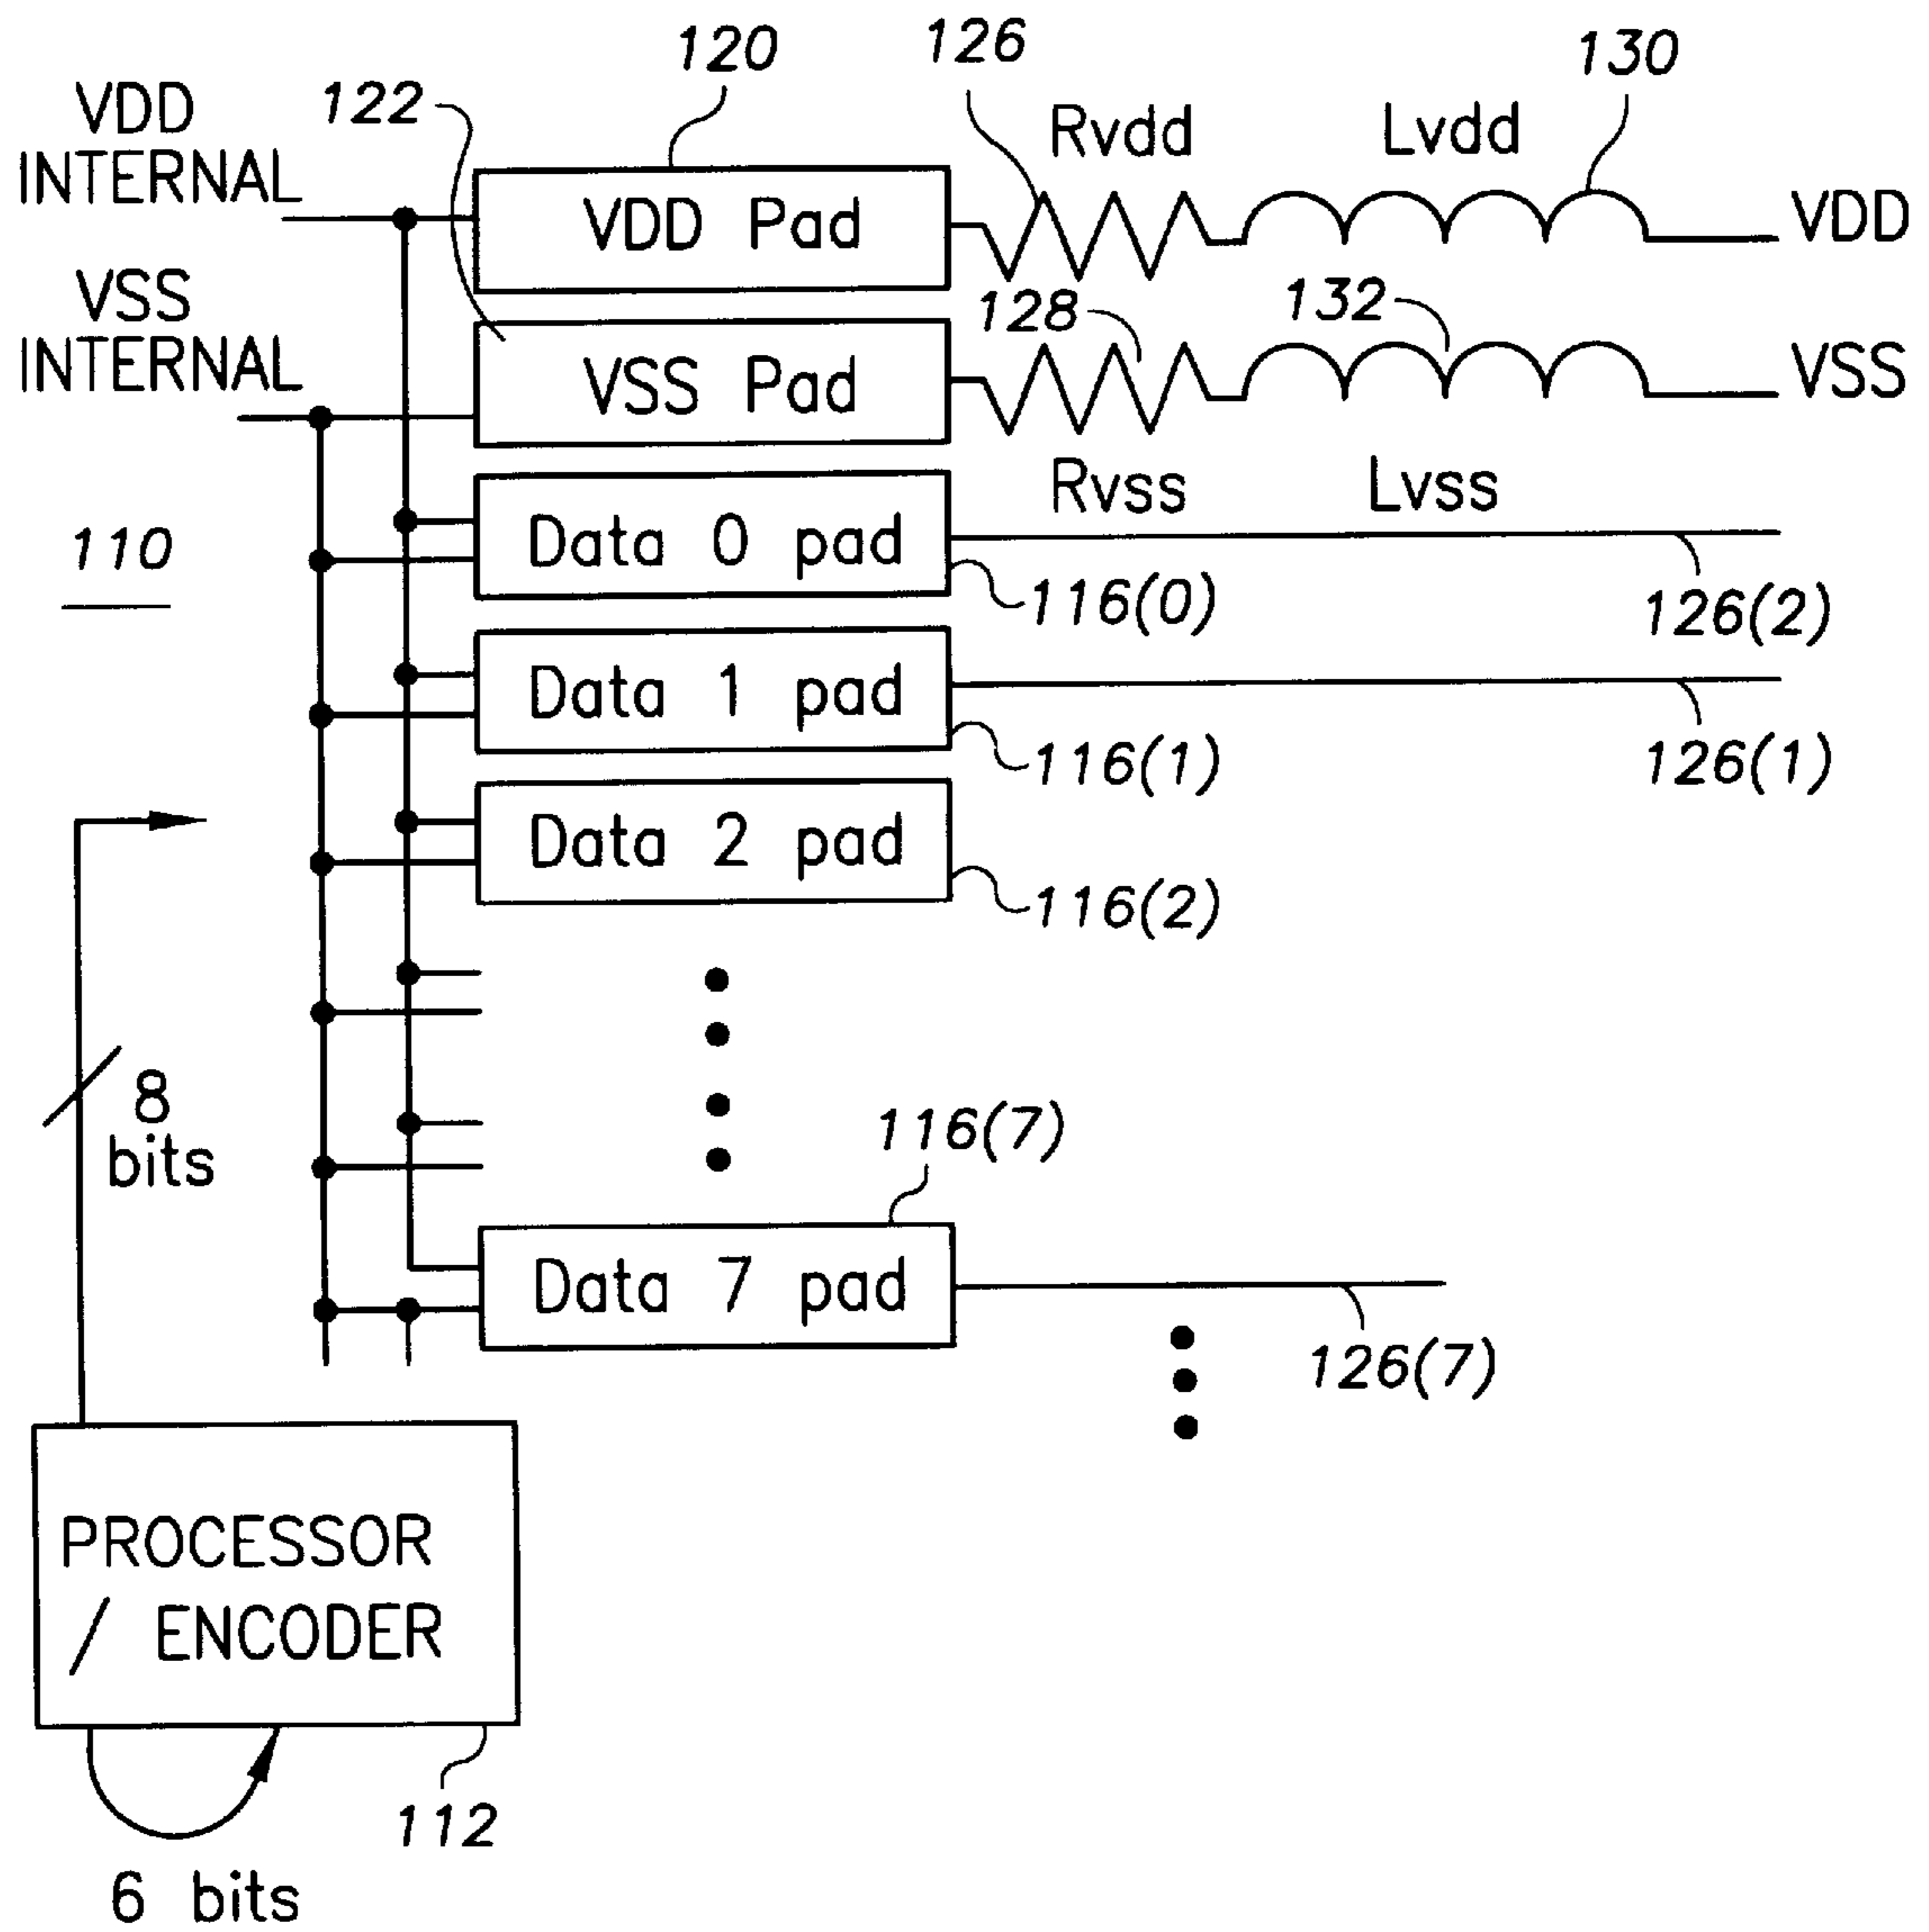 120
126
130
122
VDD
INTERNAL
Rvdd
Lvdd
VDD Pad
VDD
VSS
INTERNAL
128
132
VSS Pad
VSS
Rvss
Lvss
110
Data 0 pad
116(0)
126(2)
Data 1 pad
116(1)
126(1)
Data 2 pad
116(2)
8
bits
116(7)
Data 7 pad
126(7)
PROCESSOR
/ ENCODER
112
6 bits